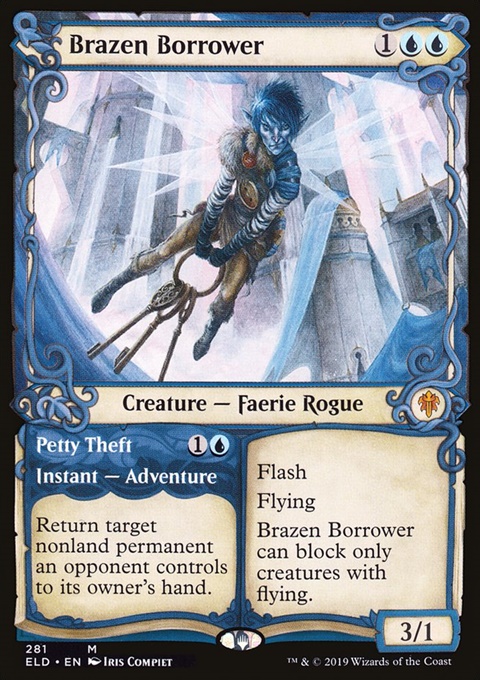 Brazen Borrower 1
Creature — Faerie Rogue
Petty Theft 1
Instant — Adventure
Return target
nonland permanent
an opponent controls
to its owner's hand.
Flash
Flying
Brazen Borrower
can block only
creatures with
flying.
3/1
281 M
ELD • EN Iris Compiet
™ & © 2019 Wizards of the Coast